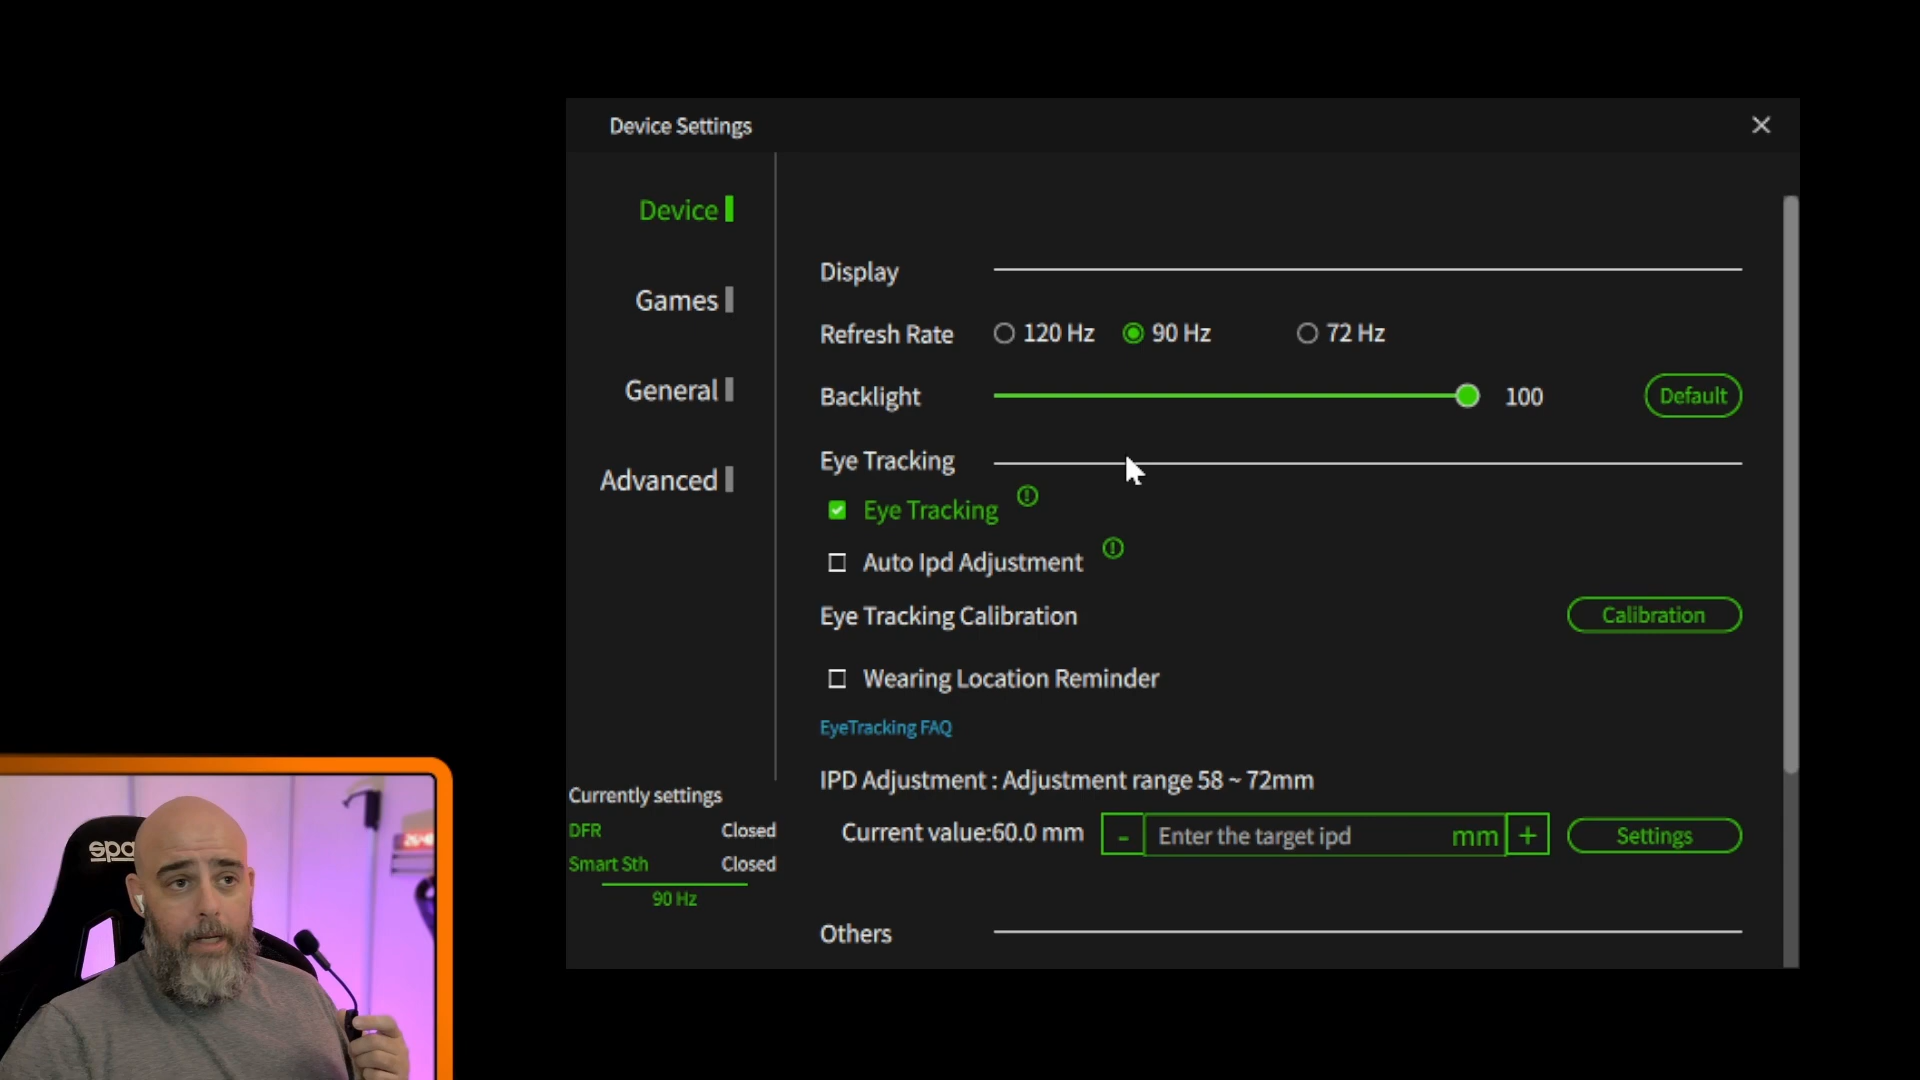 Device Settings
Device
Games
General
Advanced
Display
Refresh Rate 120 Hz 90 Hz 72 Hz
Backlight 100 Default
Eye Tracking
Eye Tracking
Auto Ipd Adjustment
Eye Tracking Calibration Calibration
Wearing Location Reminder
EyeTracking FAQ
IPD Adjustment : Adjustment range 58 ~ 72mm
Current value:60.0 mm - Enter the target ipd mm + Settings
Others
Currently settings
DFR Closed
Smart Sth Closed
90 Hz
spa